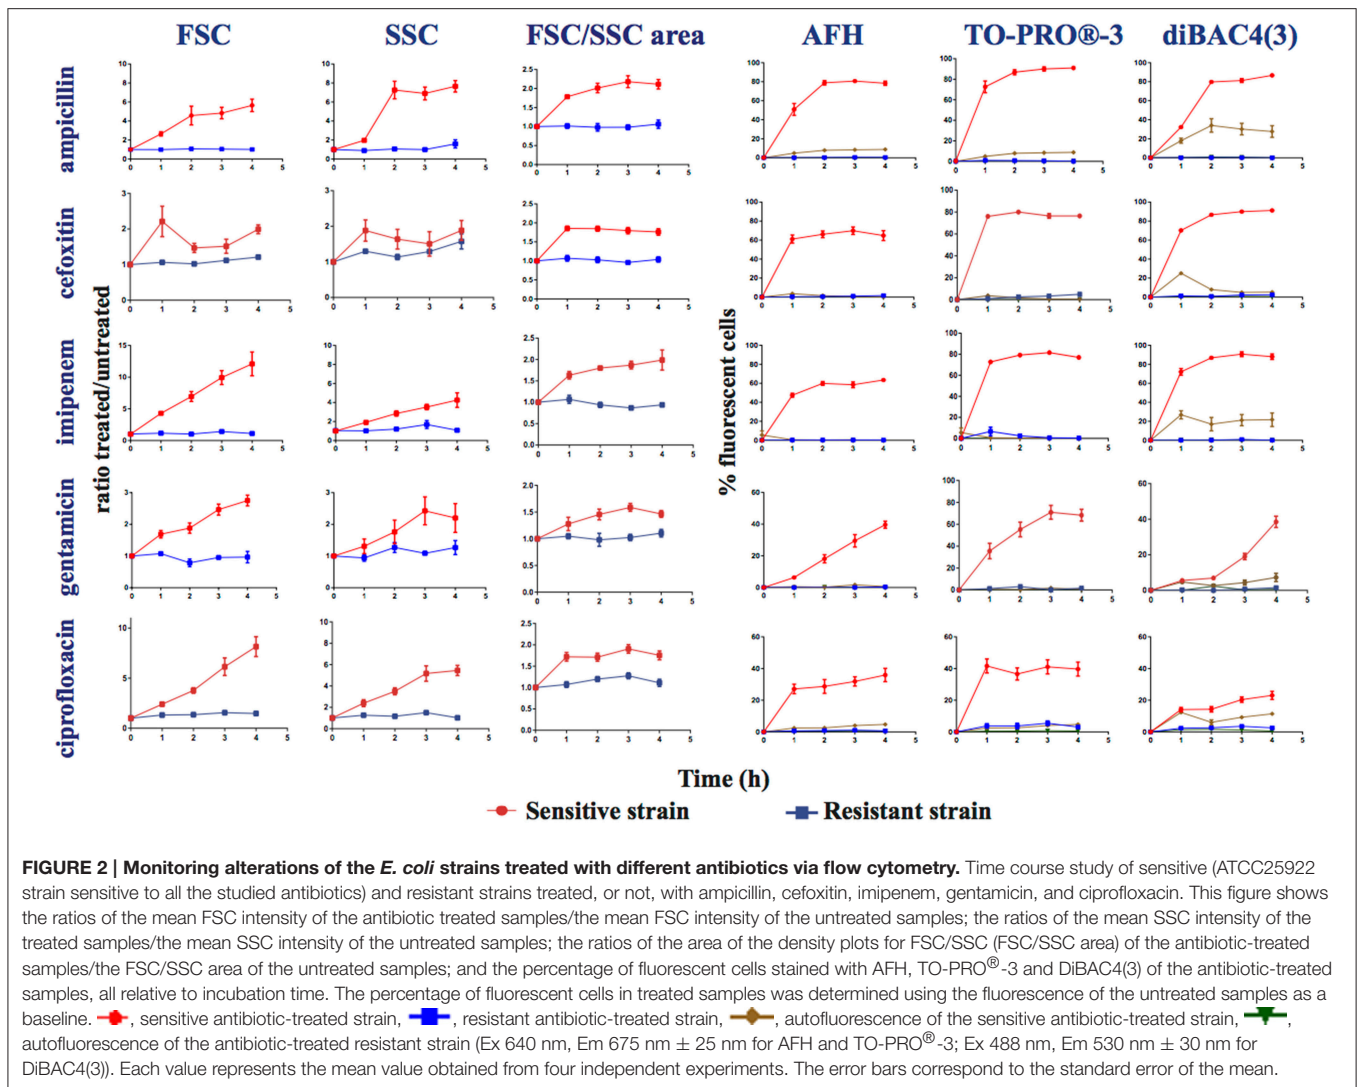 FSC SSC FSC/SSC area AFH TO-PRO®-3 diBAC4(3)
ampicillin
cefoxitin
imipenem
gentamicin
ciprofloxacin
ratio treated/untreated
% fluorescent cells
Time (h)
Sensitive strain Resistant strain
FIGURE 2 | Monitoring alterations of the E. coli strains treated with different antibiotics via flow cytometry. Time course study of sensitive (ATCC25922
strain sensitive to all the studied antibiotics) and resistant strains treated, or not, with ampicillin, cefoxitin, imipenem, gentamicin, and ciprofloxacin. This figure shows
the ratios of the mean FSC intensity of the antibiotic treated samples/the mean FSC intensity of the untreated samples; the ratios of the mean SSC intensity of the
treated samples/the mean SSC intensity of the untreated samples; the ratios of the area of the density plots for FSC/SSC (FSC/SSC area) of the antibiotic-treated
samples/the FSC/SSC area of the untreated samples; and the percentage of fluorescent cells stained with AFH, TO-PRO®-3 and DiBAC4(3) of the antibiotic-treated
samples, all relative to incubation time. The percentage of fluorescent cells in treated samples was determined using the fluorescence of the untreated samples as a
baseline. , sensitive antibiotic-treated strain, , resistant antibiotic-treated strain, , autofluorescence of the sensitive antibiotic-treated strain, ,
autofluorescence of the antibiotic-treated resistant strain (Ex 640 nm, Em 675 nm ± 25 nm for AFH and TO-PRO®-3; Ex 488 nm, Em 530 nm ± 30 nm for
DiBAC4(3)). Each value represents the mean value obtained from four independent experiments. The error bars correspond to the standard error of the mean.